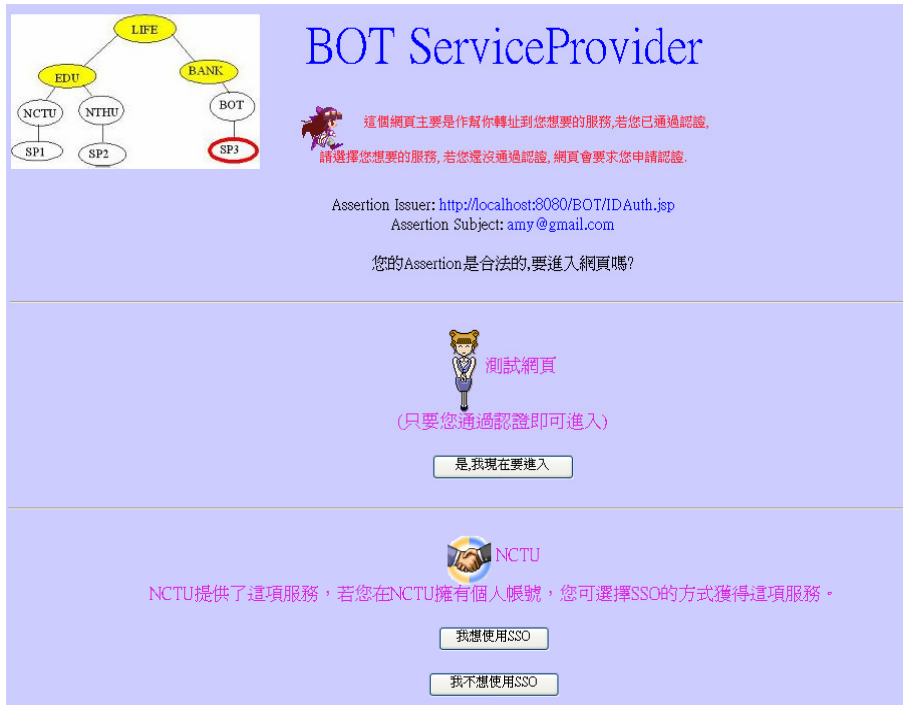 LIFE
EDU
BANK
NCTU
NTHU
BOT
SP1
SP2
SP3
BOT ServiceProvider
這個網頁主要是作幫你轉址到您想要的服務,若您已通過認證,
請選擇您想要的服務, 若您還沒通過認證, 網頁會要求您申請認證.
Assertion Issuer: http://localhost:8080/BOT/IDAuth.jsp
Assertion Subject: amy@gmail.com
您的Assertion是合法的,要進入網頁嗎?
測試網頁
(只要您通過認證即可進入)
是,我現在要進入
NCTU
NCTU提供了這項服務,若您在NCTU擁有個人帳號,您可選擇SSO的方式獲得這項服務。
我想使用SSO
我不想使用SSO